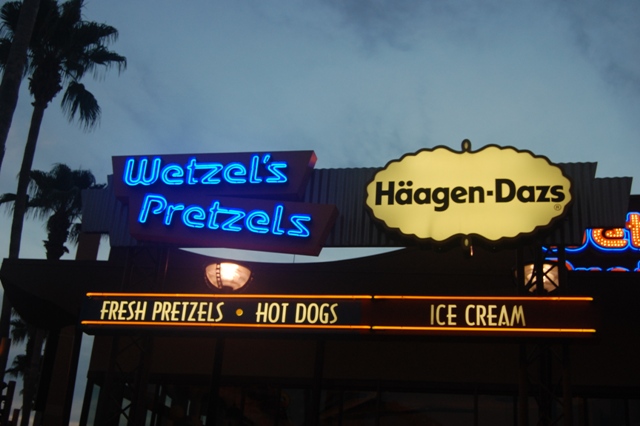 Wetzel's
Pretzels
Häagen-Dazs®
FRESH PRETZELS • HOT DOGS
ICE CREAM